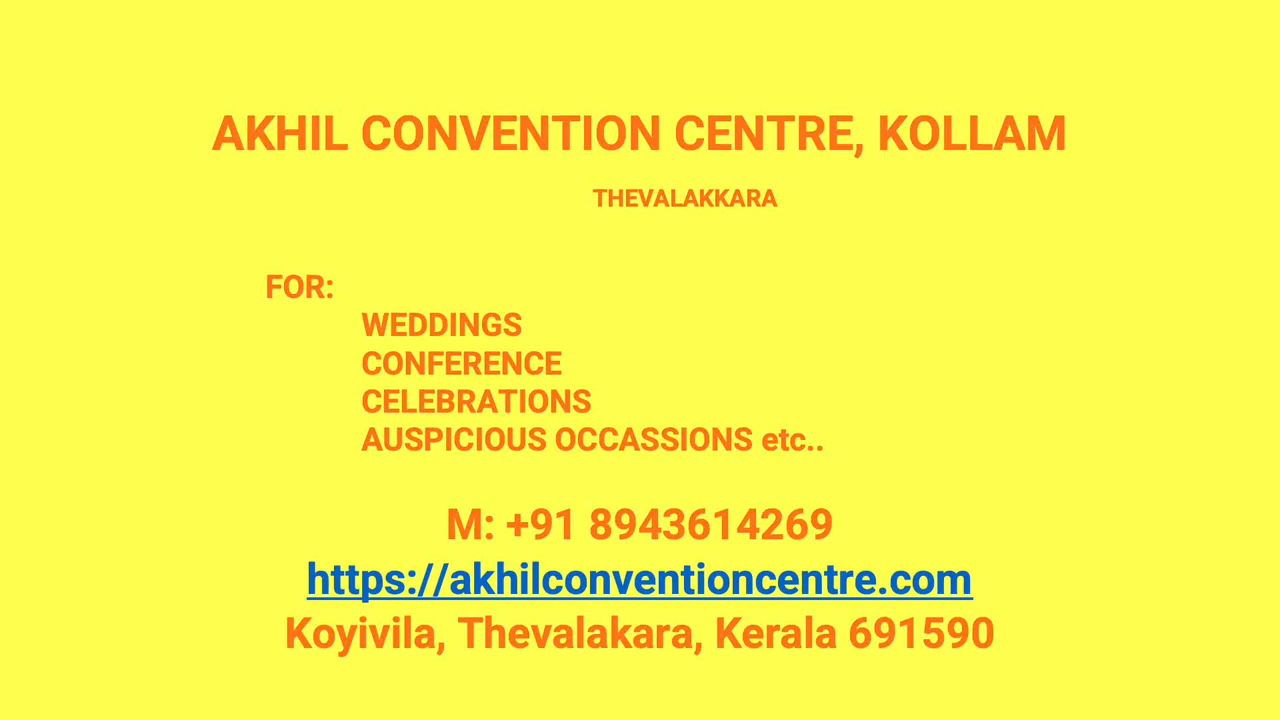 AKHIL CONVENTION CENTRE, KOLLAM
THEVALAKKARA
FOR:
WEDDINGS
CONFERENCE
CELEBRATIONS
AUSPICIOUS OCCASSIONS etc..
M: +91 8943614269
https://akhilconventioncentre.com
Koyivila, Thevalakara, Kerala 691590